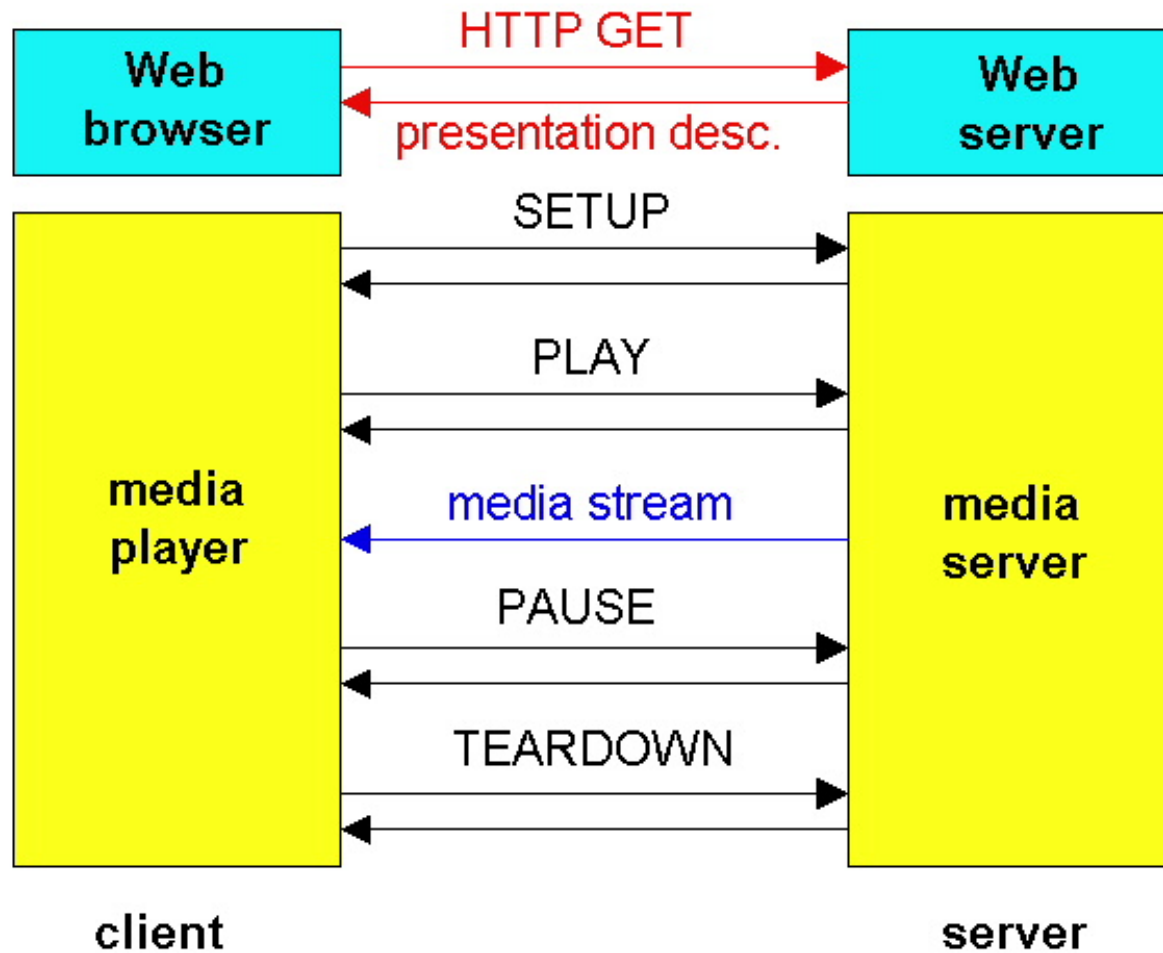 HTTP GET
Web
browser
Web
server
presentation desc.
SETUP
PLAY
media
player
media stream
media
server
PAUSE
TEARDOWN
client
server